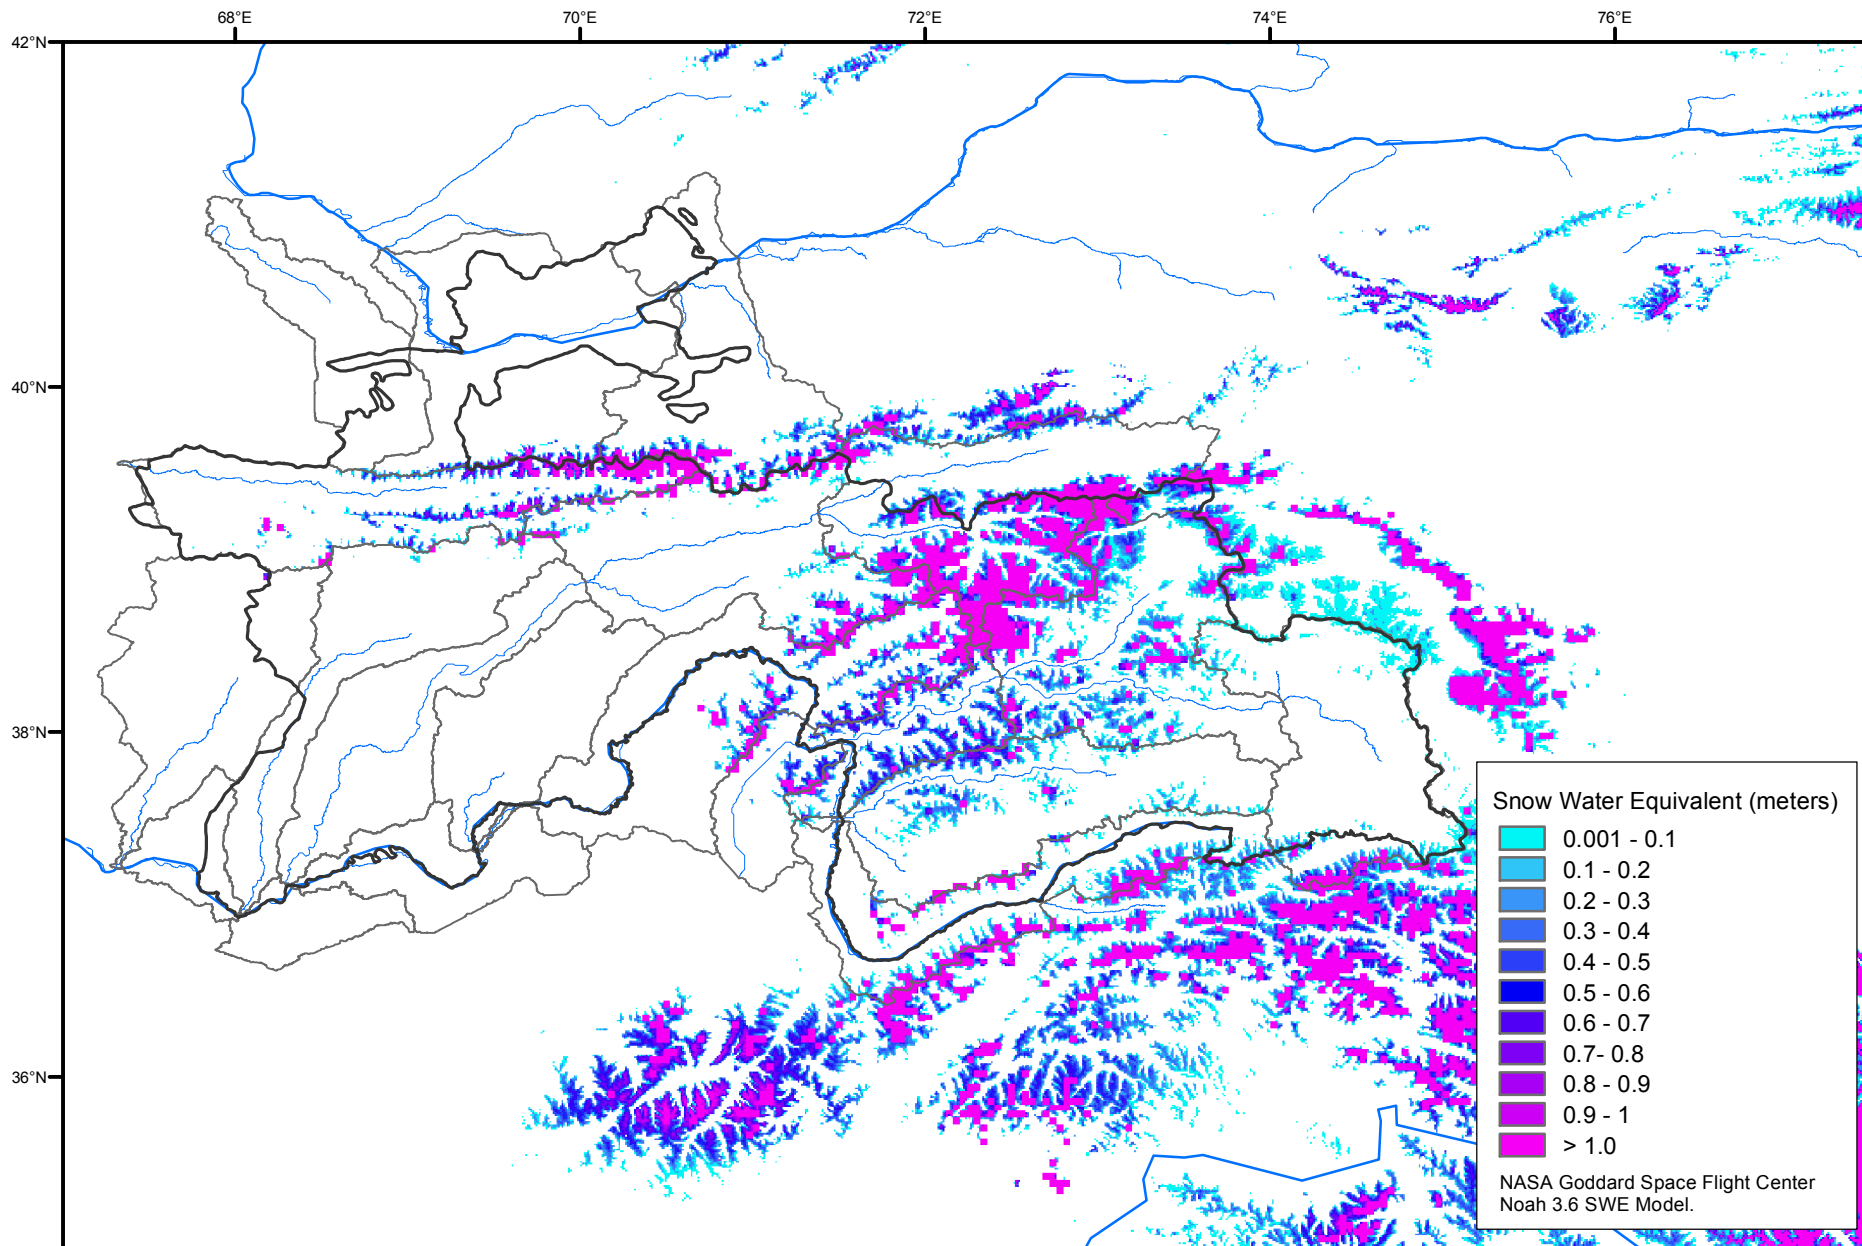 68°E 70°E 72°E 74°E 76°E
42°N
40°N
38°N
36°N
Snow Water Equivalent (meters)
0.001 - 0.1
0.1 - 0.2
0.2 - 0.3
0.3 - 0.4
0.4 - 0.5
0.5 - 0.6
0.6 - 0.7
0.7- 0.8
0.8 - 0.9
0.9 - 1
> 1.0
NASA Goddard Space Flight Center
Noah 3.6 SWE Model.